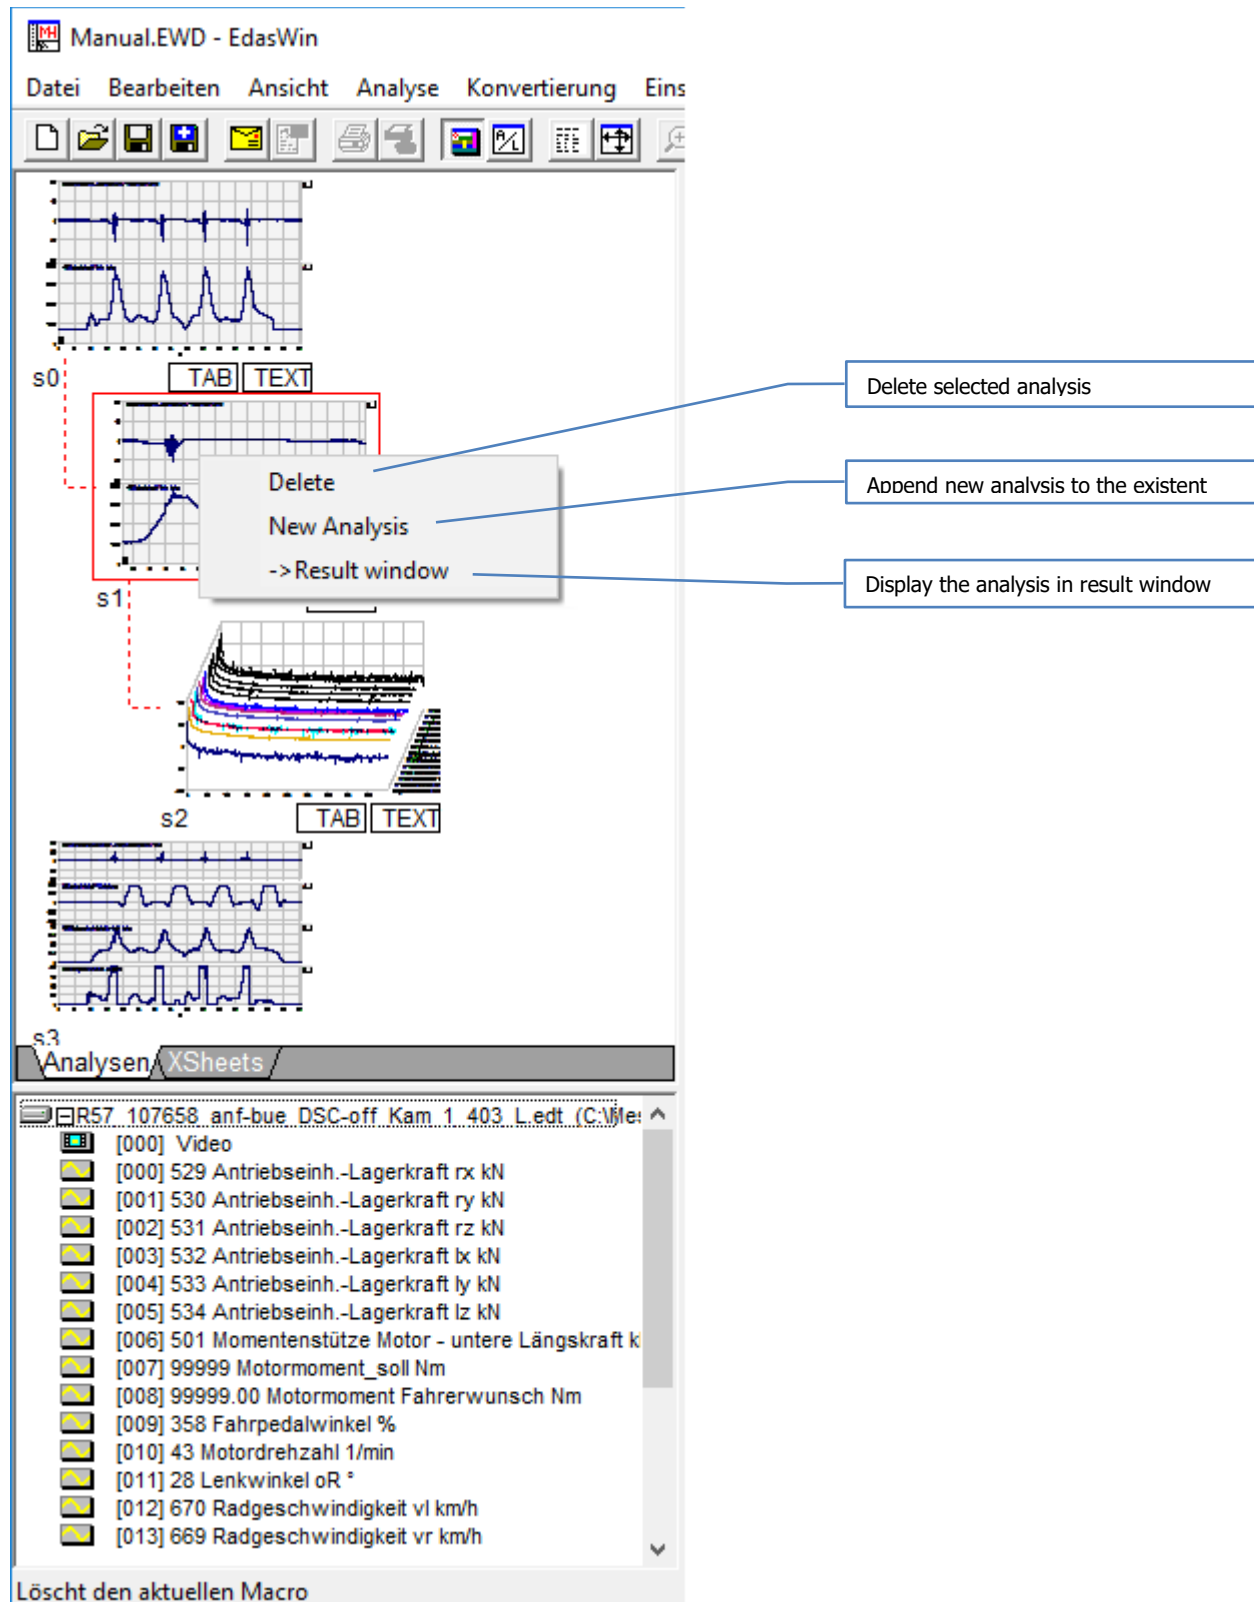 Manual.EWD - EdasWin
Datei Bearbeiten Ansicht Analyse Konvertierung Eins
A/L
s0
TAB TEXT
Delete
New Analysis
->Result window
s1
s2
TAB TEXT
s3
Analysen XSheets
Delete selected analysis
Append new analysis to the existent
Display the analysis in result window
R57_107658_anf-bue_DSC-off_Kam_1_403_L.edt (C:\Mes
[000] Video
[000] 529 Antriebseinh.-Lagerkraft rx kN
[001] 530 Antriebseinh.-Lagerkraft ry kN
[002] 531 Antriebseinh.-Lagerkraft rz kN
[003] 532 Antriebseinh.-Lagerkraft lx kN
[004] 533 Antriebseinh.-Lagerkraft ly kN
[005] 534 Antriebseinh.-Lagerkraft lz kN
[006] 501 Momentenstütze Motor - untere Längskraft k
[007] 99999 Motormoment_soll Nm
[008] 99999.00 Motormoment Fahrerwunsch Nm
[009] 358 Fahrpedalwinkel %
[010] 43 Motordrehzahl 1/min
[011] 28 Lenkwinkel oR °
[012] 670 Radgeschwindigkeit vl km/h
[013] 669 Radgeschwindigkeit vr km/h
Löscht den aktuellen Macro